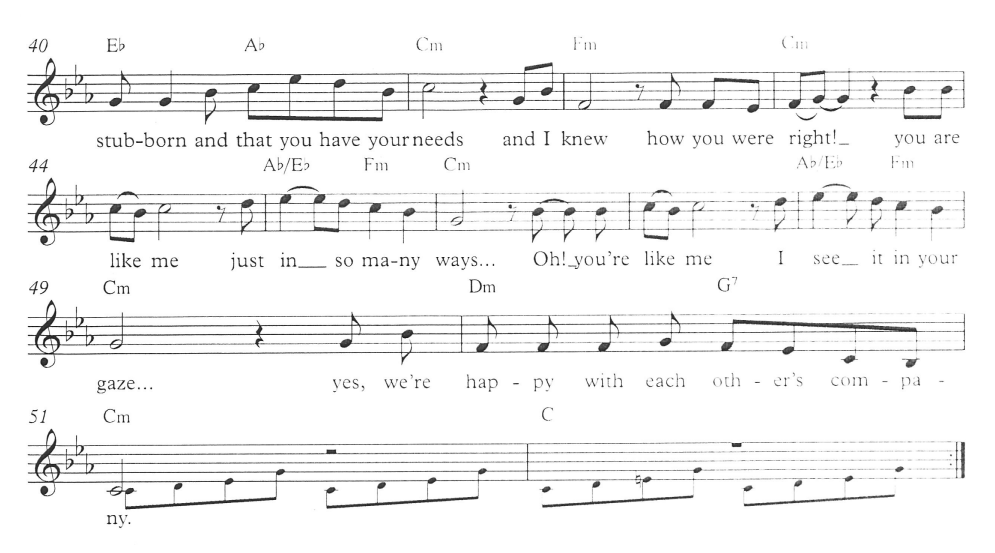 40 E♭ A♭ Cm Fm Cm
stub-born and that you have your needs and I knew how you were right!_ you are
44 A♭/E♭ Fm Cm A♭/E♭ Fm
like me just in__ so ma-ny ways... Oh!_you're like me I see__ it in your
49 Cm Dm G7
gaze... yes, we're hap - py with each oth - er's com - pa -
51 Cm C
ny.